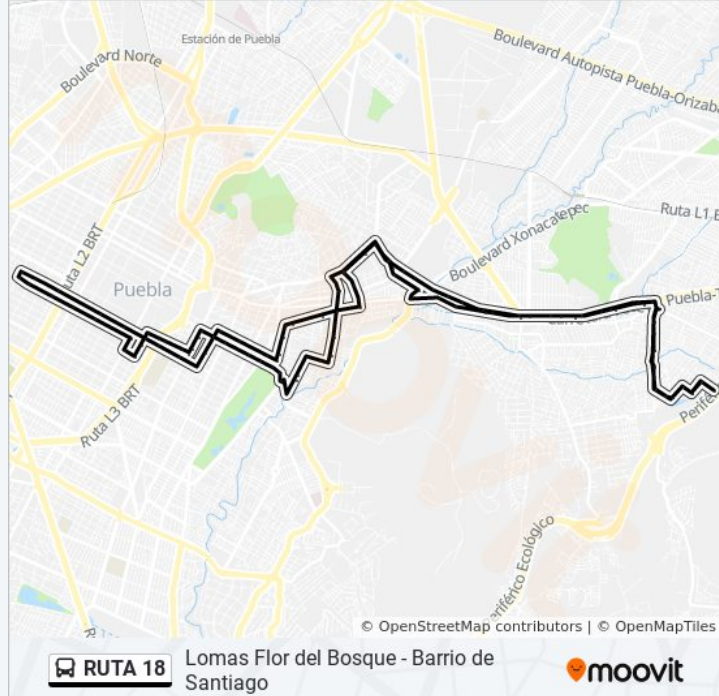 Estación de Puebla
Boulevard Norte
Boulevard Autopista Puebla-Orizaba
Ruta L1 B
Boulevard Xonacatepec
Ruta L2 BRT
Puebla
Puebla-T
Ruta L3 BRT
Periféric
Periférico Ecológico
R
© OpenStreetMap contributors | © OpenMapTiles
RUTA 18
Lomas Flor del Bosque - Barrio de
Santiago
moovit